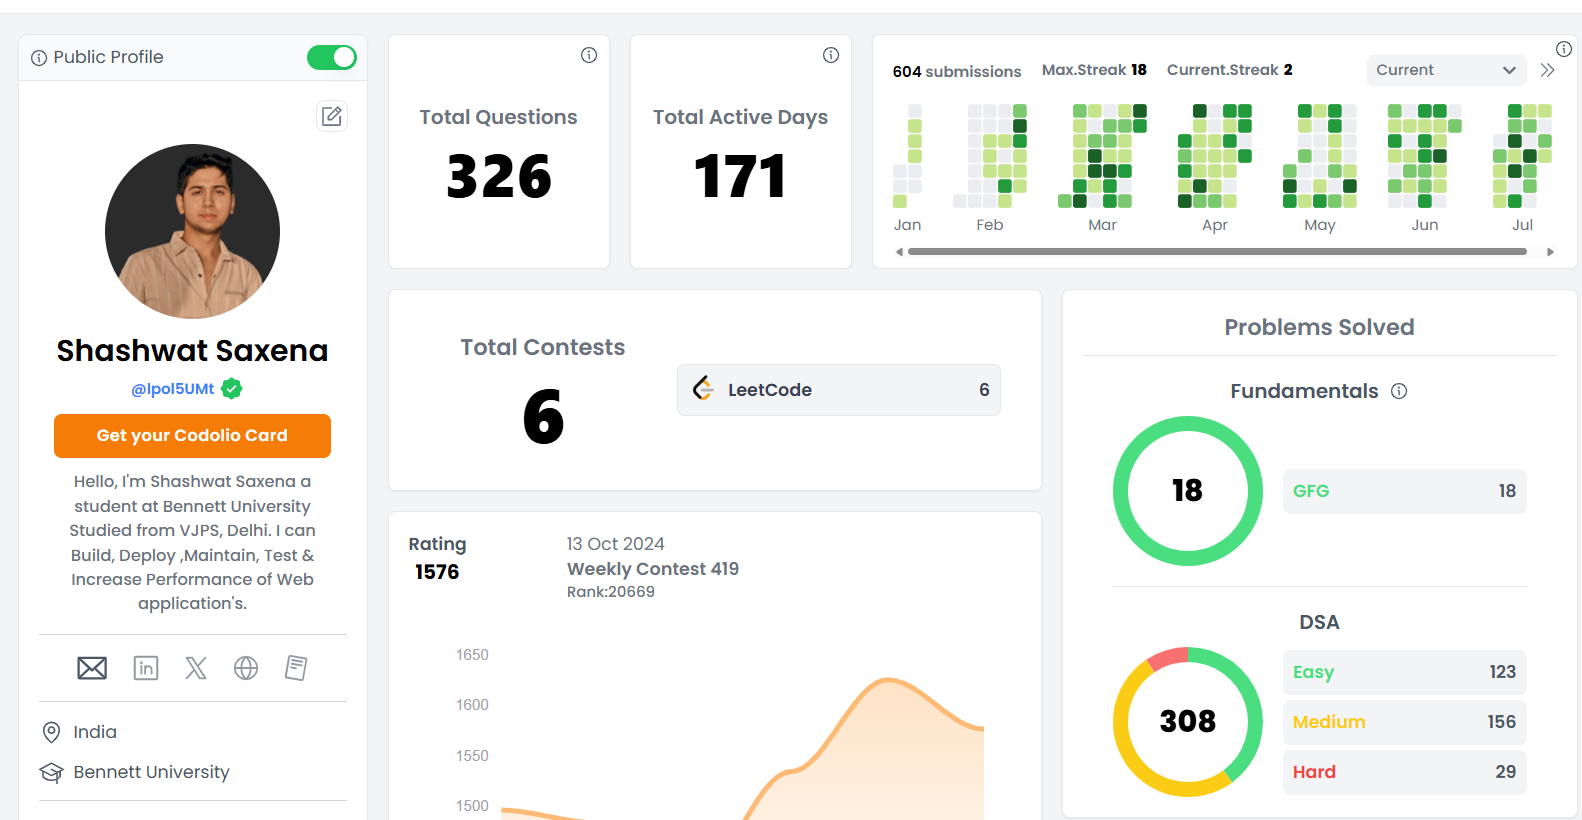 Public Profile
Shashwat Saxena
@lpol5UMt
Get your Codolio Card
Hello, I'm Shashwat Saxena a
student at Bennett University
Studied from VJPS, Delhi. I can
Build, Deploy ,Maintain, Test &
Increase Performance of Web
application's.
India
Bennett University
Total Questions
326
Total Active Days
171
604 submissions Max.Streak 18 Current.Streak 2 Current
Jan Feb Mar Apr May Jun Jul
Total Contests
6
LeetCode 6
Rating
1576
13 Oct 2024
Weekly Contest 419
Rank:20669
1650
1600
1550
1500
Problems Solved
Fundamentals
18
GFG 18
DSA
308
Easy 123
Medium 156
Hard 29